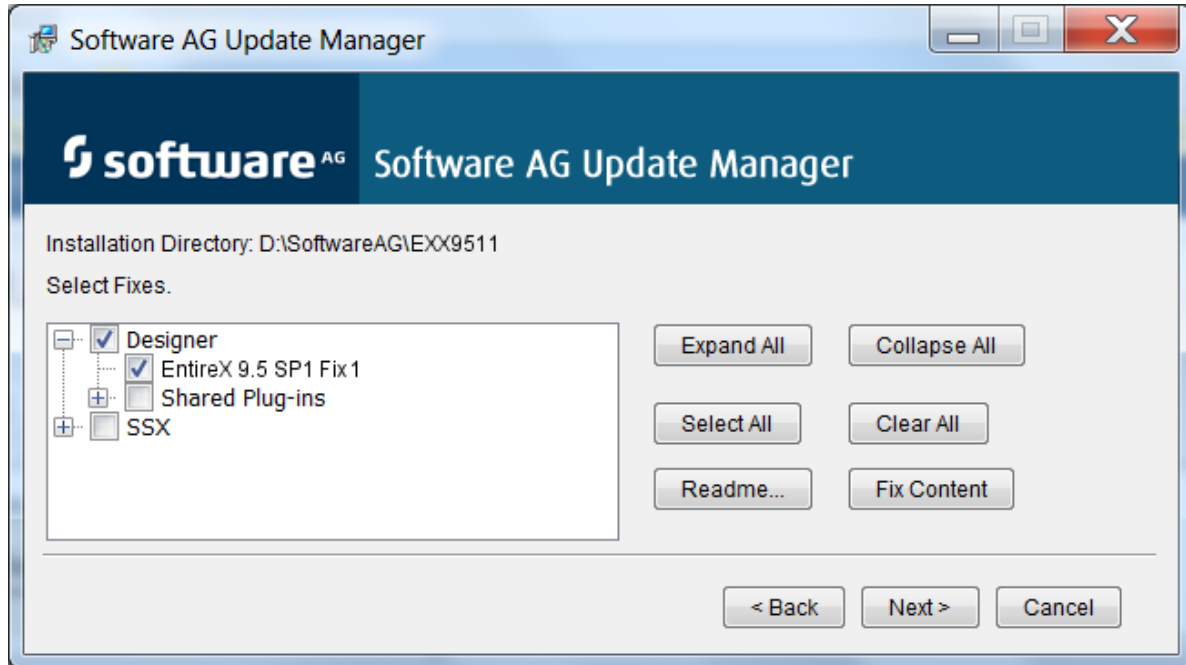 Software AG Update Manager
software AG Software AG Update Manager
Installation Directory: D:\SoftwareAG\EXX9511
Select Fixes.
Designer
EntireX 9.5 SP1 Fix1
Shared Plug-ins
SSX
Expand All Collapse All
Select All Clear All
Readme... Fix Content
< Back Next > Cancel